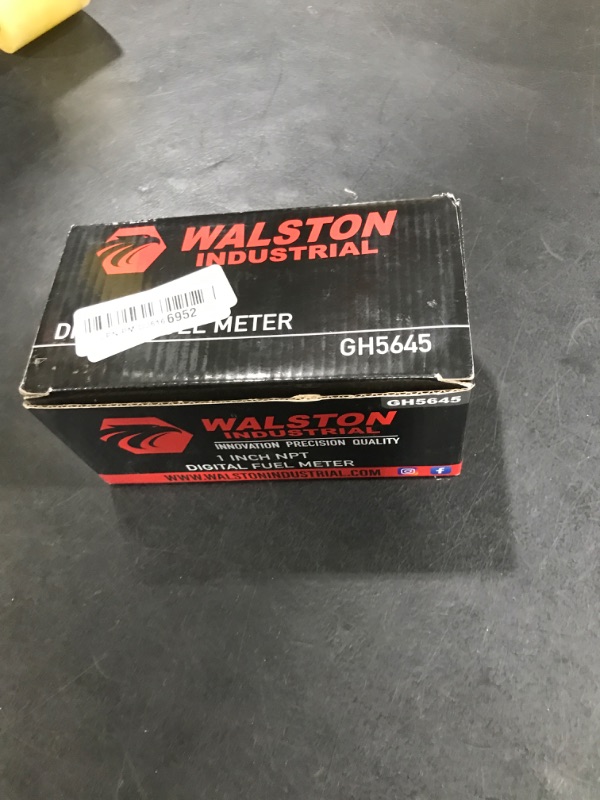 WALSTON
INDUSTRIAL
6952
METER
GH5645
GH5645
WALSTON
INDUSTRIAL
INNOVATION PRECISION QUALITY
1 INCH NPT
DIGITAL FUEL METER
WWW.WALSTONINDUSTRIAL.COM
f